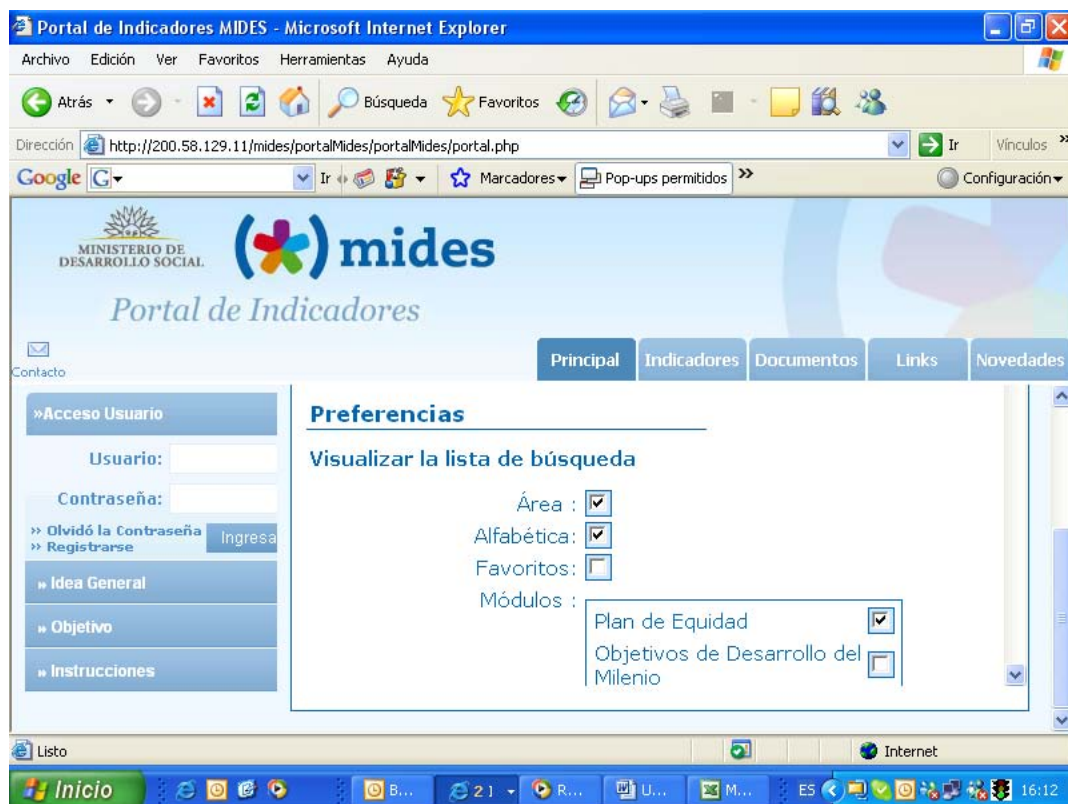 Portal de Indicadores MIDES - Microsoft Internet Explorer
Archivo Edición Ver Favoritos Herramientas Ayuda
Atrás Búsqueda Favoritos
Dirección http://200.58.129.11/mides/portalMides/portalMides/portal.php Ir Vínculos »
Google G Ir Marcadores Pop-ups permitidos » Configuración
MINISTERIO DE
DESARROLLO SOCIAL
(*) mides
Portal de Indicadores
Contacto
Principal Indicadores Documentos Links Novedades
»Acceso Usuario
Usuario:
Contraseña:
» Olvidó la Contraseña
» Registrarse
Ingresa
» Idea General
» Objetivo
» Instrucciones
Preferencias
Visualizar la lista de búsqueda
Área :
Alfabética:
Favoritos:
Módulos :
Plan de Equidad
Objetivos de Desarrollo del
Milenio
Listo Internet
Inicio B... 21 R... U... M... ES 16:12